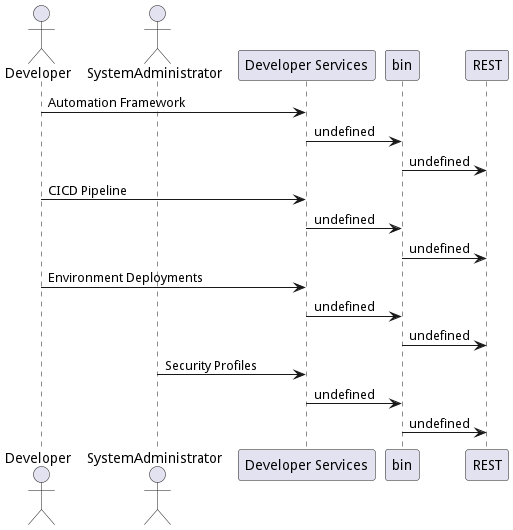 Developer
SystemAdministrator
Developer Services
bin
REST
Automation Framework
undefined
undefined
CICD Pipeline
undefined
undefined
Environment Deployments
undefined
undefined
Security Profiles
undefined
undefined
Developer
SystemAdministrator
Developer Services
bin
REST